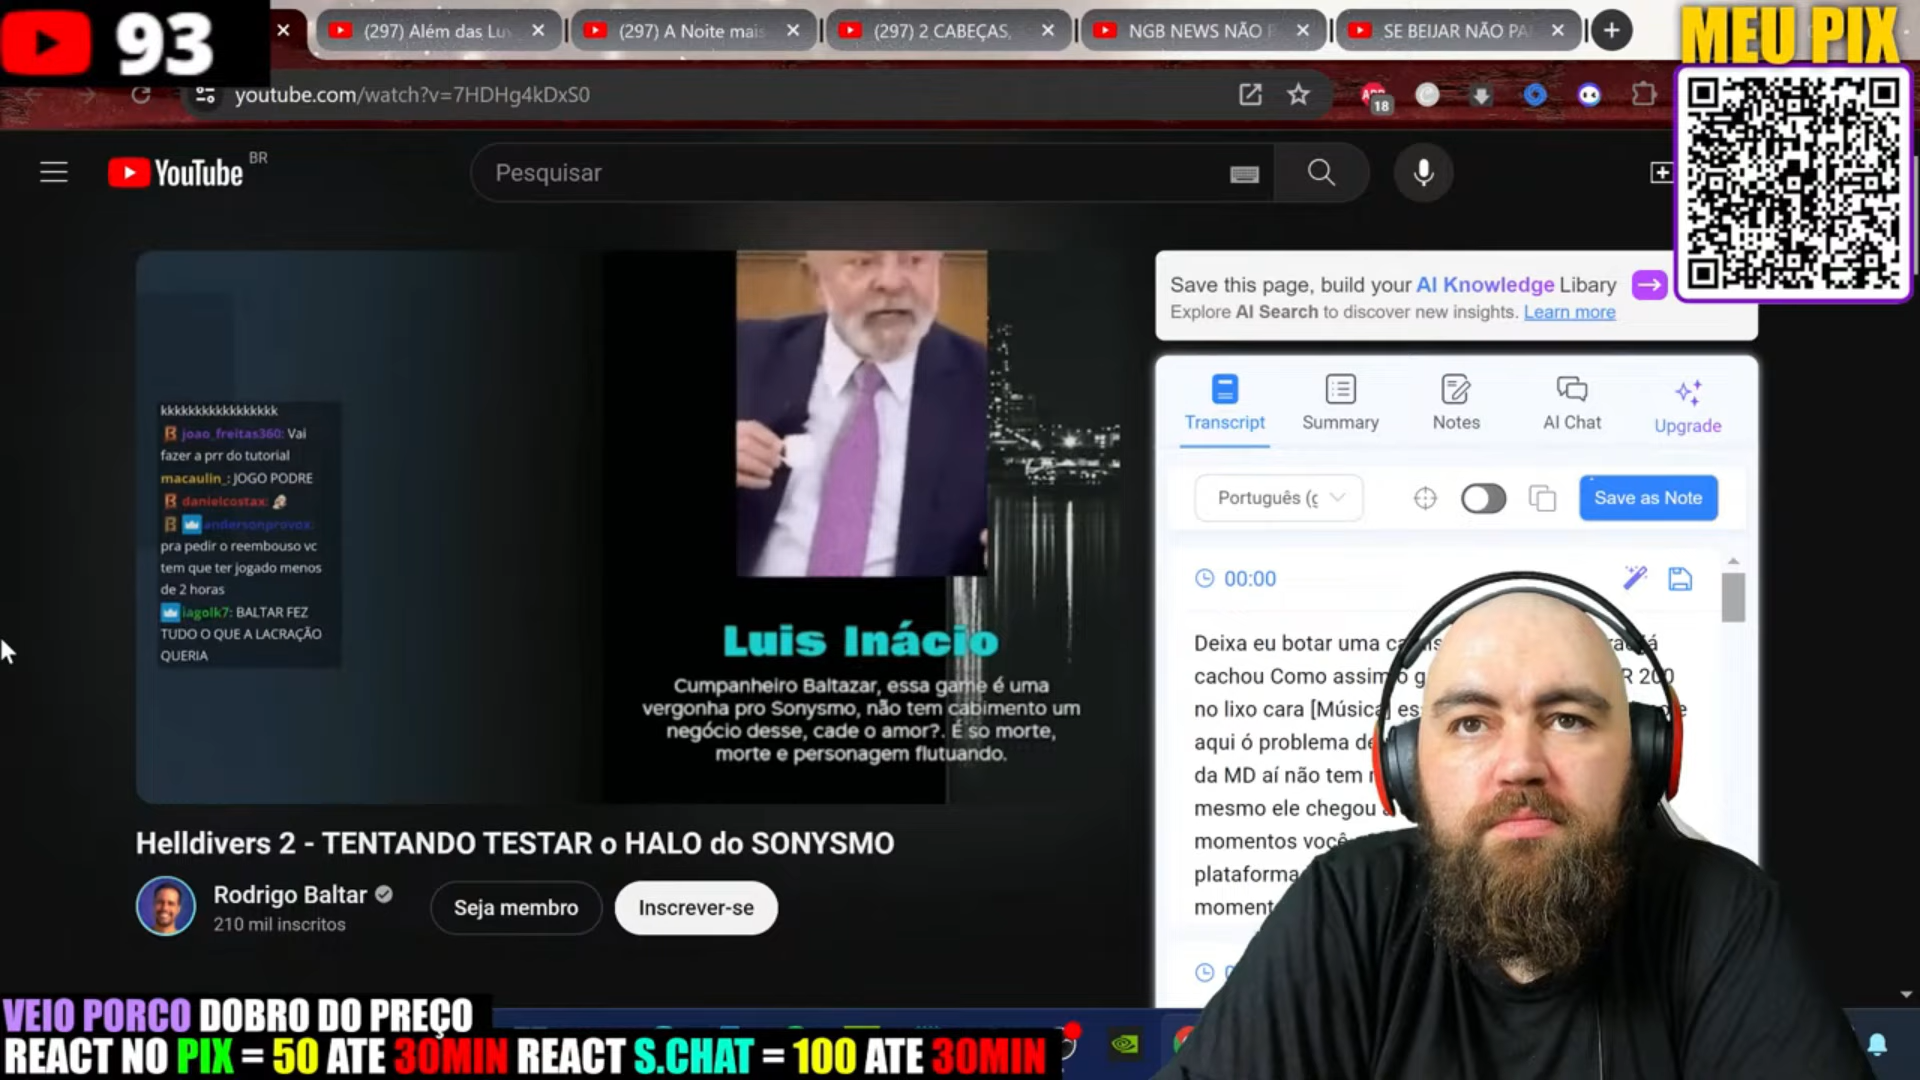 93
(297) Além das Lu
(297) A Noite mais
(297) 2 CABEÇAS,
NGB NEWS NÃO
SE BEIJAR NÃO PA
MEU PIX
youtube.com/watch?v=7HDHg4kDxS0
18
YouTube BR
Pesquisar
Save this page, build your AI Knowledge Libary
Explore AI Search to discover new insights. Learn more
Transcript
Summary
Notes
AI Chat
Upgrade
Português (g
Save as Note
00:00
Deixa eu botar uma
cachou Como assim o g R 200
no lixo cara [Música]
aqui ó problema
da MD aí não tem
mesmo ele chegou
momentos você
plataforma
kkkkkkkkkkkkkkkkk
joao_freitas360: Vai
fazer a prr do tutorial
macaulin_: JOGO PODRE
danielcostax:
andersonprovox:
pra pedir o reembouso vc
tem que ter jogado menos
de 2 horas
iagolk7: BALTAR FEZ
TUDO O QUE A LACRAÇÃO
QUERIA
Luis Inácio
Cumpanheiro Baltazar, essa game é uma
vergonha pro Sonysmo, não tem cabimento um
negócio desse, cade o amor?. É so morte,
morte e personagem flutuando.
Helldivers 2 - TENTANDO TESTAR o HALO do SONYSMO
Rodrigo Baltar
210 mil inscritos
Seja membro
Inscrever-se
VEIO PORCO DOBRO DO PREÇO
REACT NO PIX = 50 ATE 30MIN REACT S.CHAT = 100 ATE 30MIN